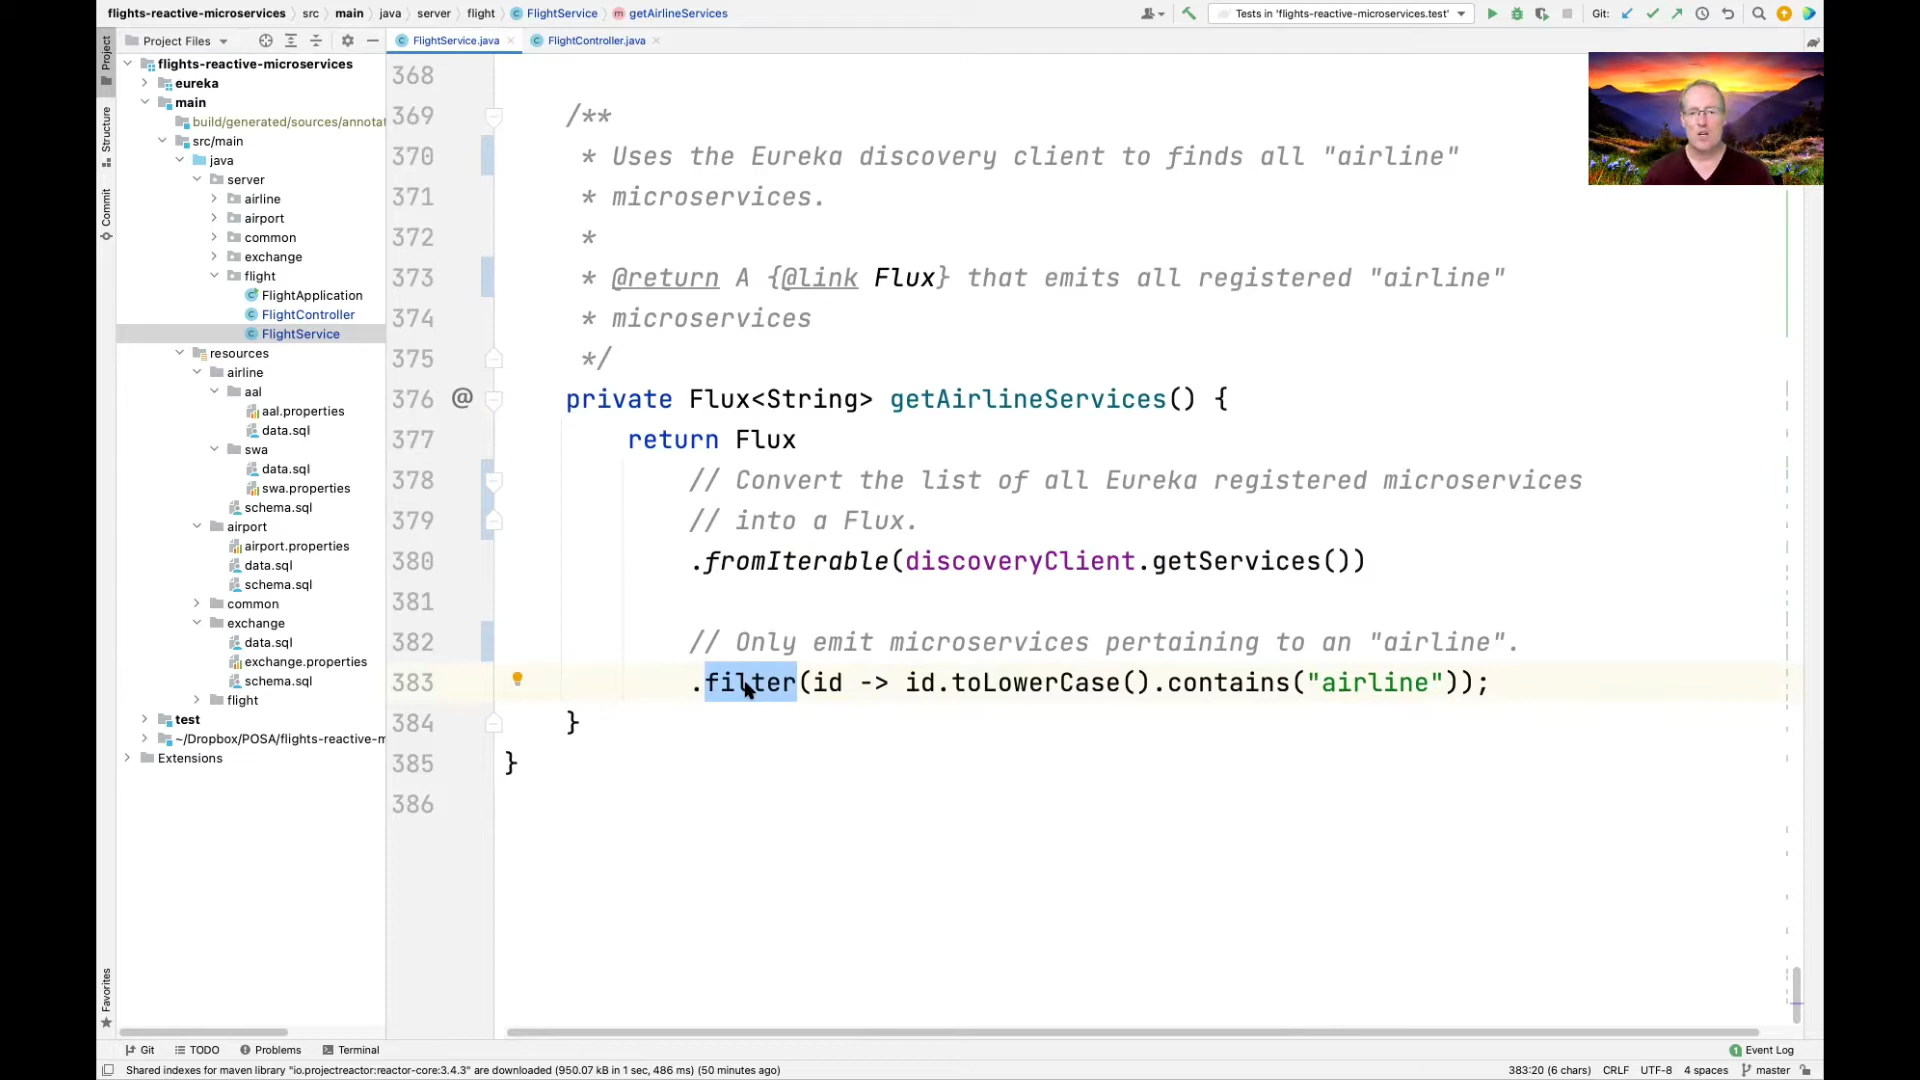 flights-reactive-microservices > src > main > java > server > flight > FlightService > getAirlineServices
Tests in 'flights-reactive-microservices.test'
Git:
Project Files
FlightService.java
FlightController.java
Project
Structure
Commit
Favorites
flights-reactive-microservices
eureka
main
build/generated/sources/annotat
src/main
java
server
airline
airport
common
exchange
flight
FlightApplication
FlightController
FlightService
resources
airline
aal
aal.properties
data.sql
swa
data.sql
swa.properties
schema.sql
airport
airport.properties
data.sql
schema.sql
common
exchange
data.sql
exchange.properties
schema.sql
flight
test
~/Dropbox/POSA/flights-reactive-m
Extensions
368
369 /**
370 * Uses the Eureka discovery client to finds all "airline"
371 * microservices.
372 *
373 * @return A {@link Flux} that emits all registered "airline"
374 * microservices
375 */
376 @ private Flux<String> getAirlineServices() {
377 return Flux
378 // Convert the list of all Eureka registered microservices
379 // into a Flux.
380 .fromIterable(discoveryClient.getServices())
381
382 // Only emit microservices pertaining to an "airline".
383 .filter(id -> id.toLowerCase().contains("airline"));
384 }
385 }
386
Git
TODO
Problems
Terminal
1 Event Log
Shared indexes for maven library "io.projectreactor:reactor-core:3.4.3" are downloaded (950.07 kB in 1 sec, 486 ms) (50 minutes ago)
383:20 (6 chars) CRLF UTF-8 4 spaces master